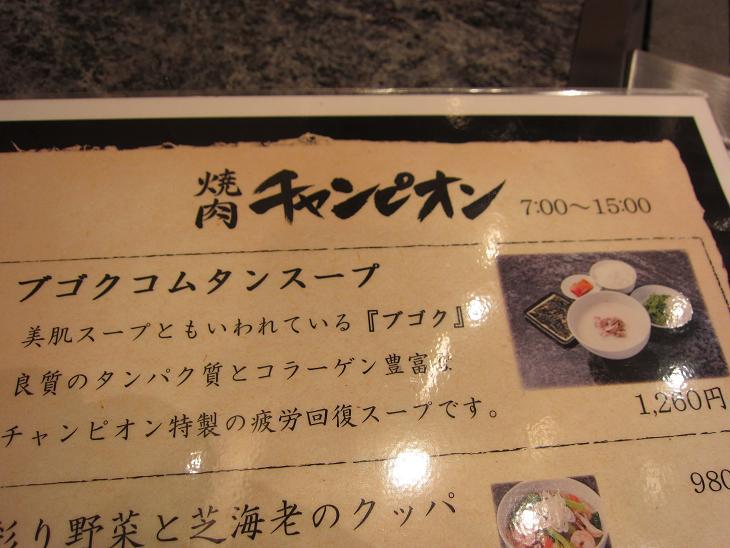 焼肉 チャンピオン 7:00～15:00
ブゴクコムタンスープ
美肌スープともいわれている『ブゴク』
良質のタンパク質とコラーゲン豊富な
チャンピオン特製の疲労回復スープです。
1,260円
980
彩り野菜と芝海老のクッパ